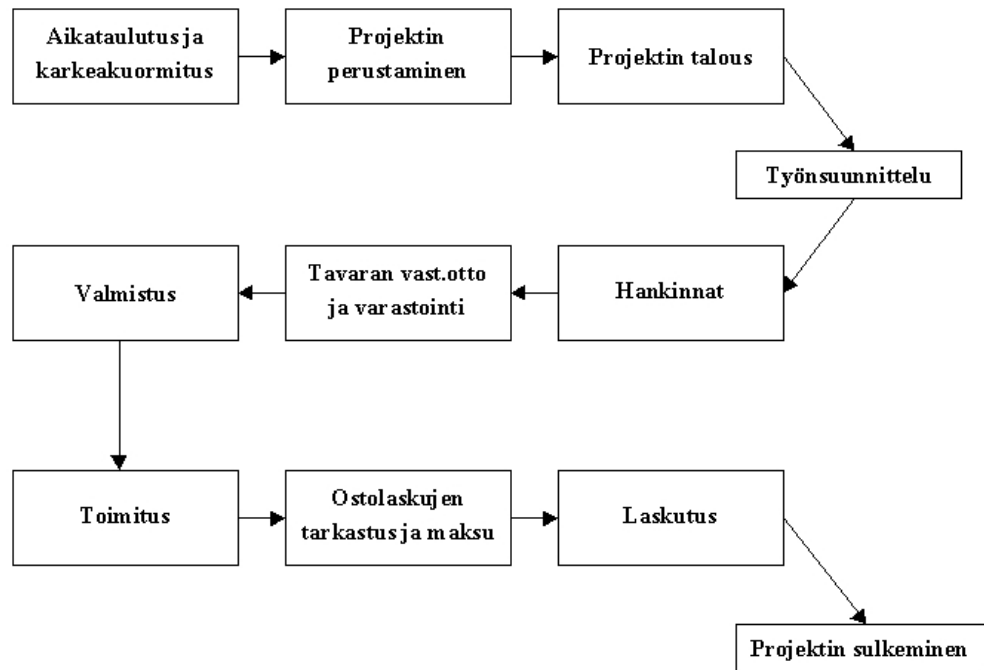 Aikataulutus ja
karkeakuormitus
Projektin
perustaminen
Projektin talous
Työnsuunnittelu
Hankinnat
Tavaran vast.otto
ja varastointi
Valmistus
Toimitus
Ostolaskujen
tarkastus ja maksu
Laskutus
Projektin sulkeminen